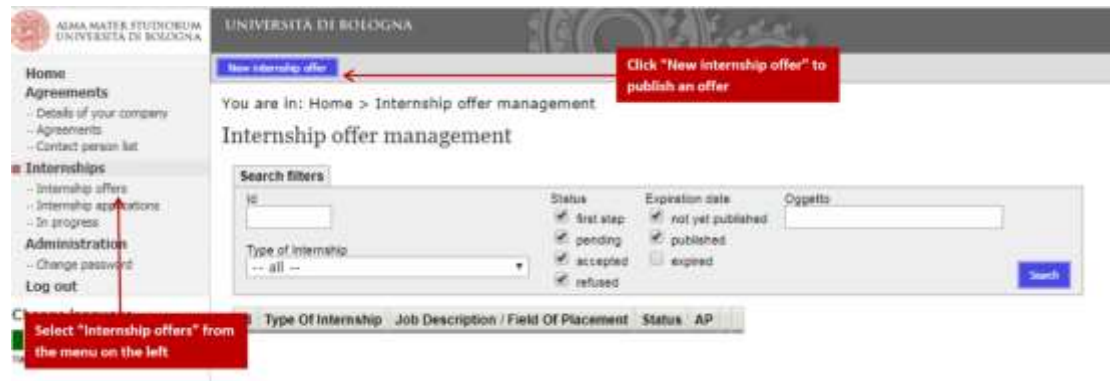 ALMA MATER STUDIORUM
UNIVERSITÀ DI BOLOGNA
UNIVERSITÀ DI BOLOGNA
New internship offer
Click "New internship offer" to
publish an offer
Home
Agreements
Details of your company
Agreements
Contact person list
Internships
Internship offers
Internship applications
In progress
Administration
Change password
Log out
You are in: Home > Internship offer management
Internship offer management
Search filters
Id
Status
Expiration date
Oggetto
first step
not yet published
pending
published
accepted
expired
refused
Type of Internship
-- all --
Search
Type Of Internship Job Description / Field Of Placement Status AP
Select "Internship offers" from
the menu on the left